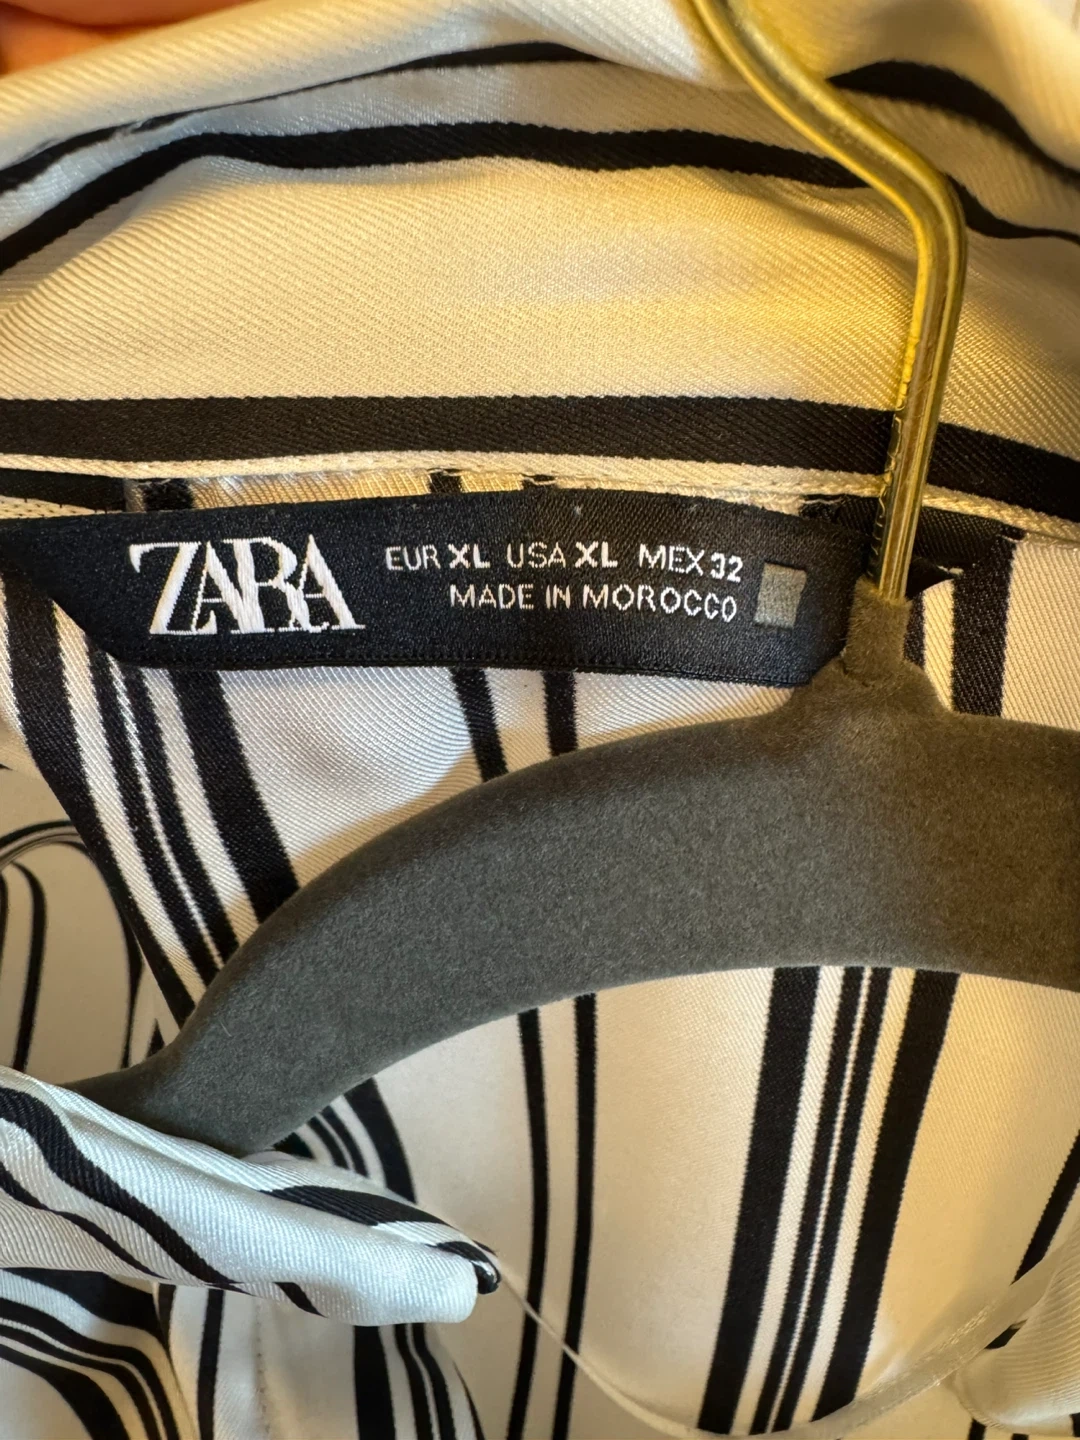 ZARA
EUR XL USA XL MEX 32
MADE IN MOROCCO